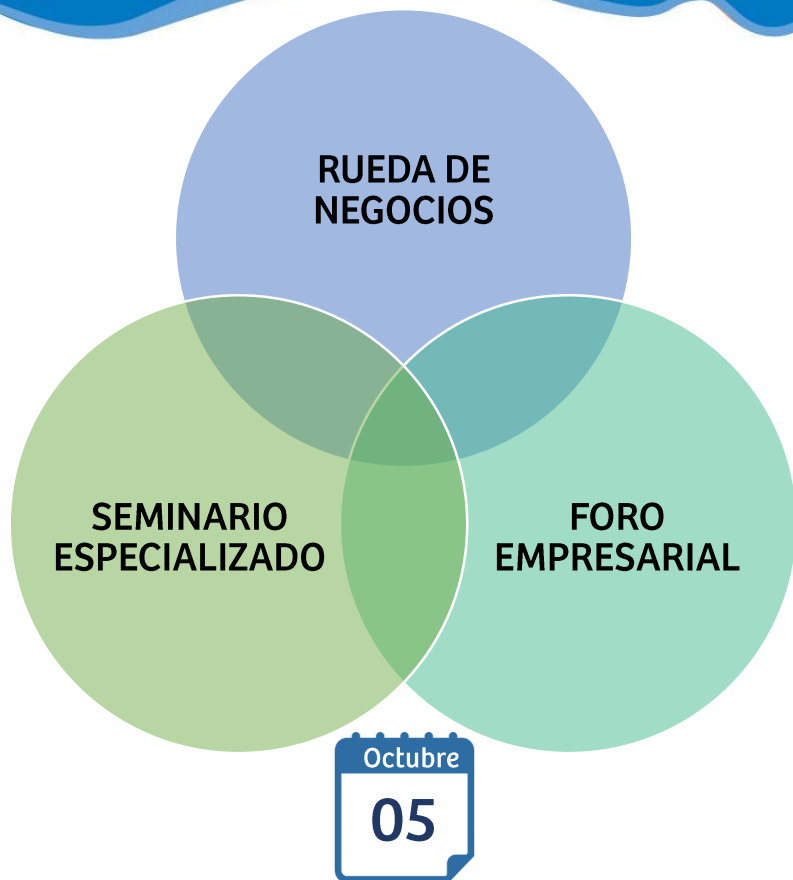 RUEDA DE
NEGOCIOS
SEMINARIO
ESPECIALIZADO
FORO
EMPRESARIAL
Octubre
05